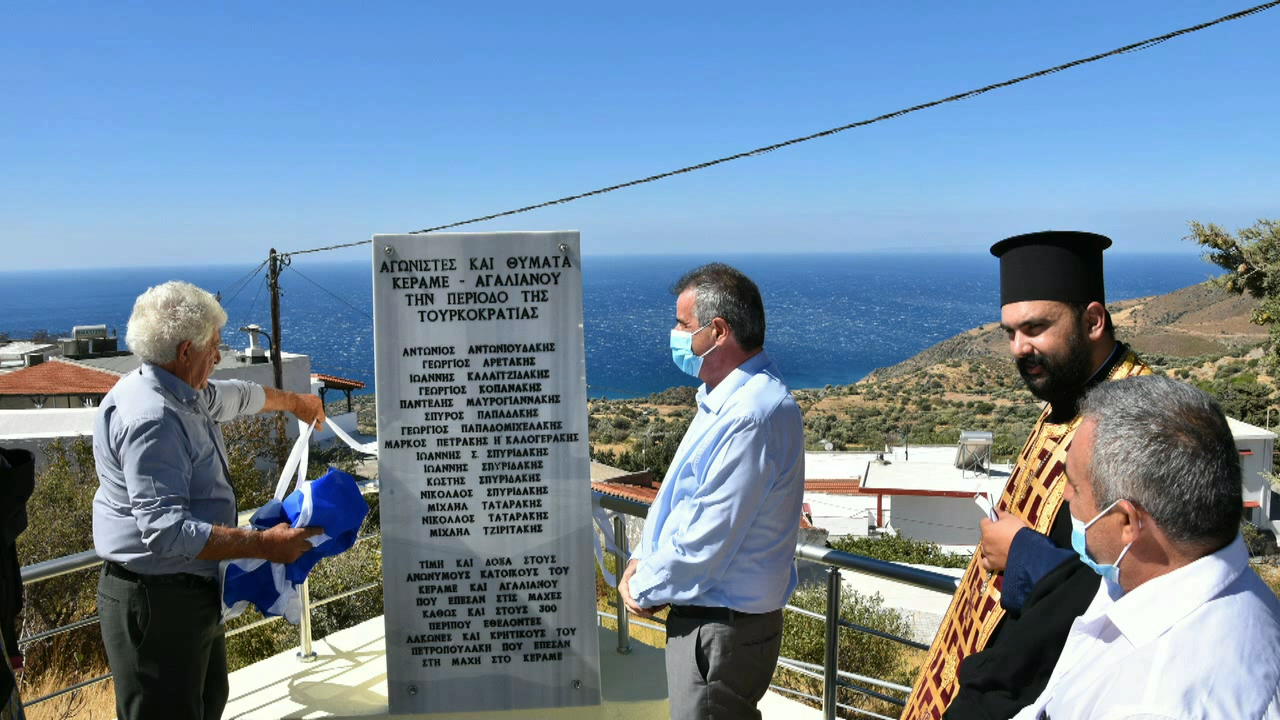 ΑΓΩΝΙΣΤΕΣ ΚΑΙ ΘΥΜΑΤΑ
ΚΕΡΑΜΕ - ΑΓΑΛΙΑΝΟΥ
ΤΗΝ ΠΕΡΙΟΔΟ ΤΗΣ
ΤΟΥΡΚΟΚΡΑΤΙΑΣ
ΑΝΤΩΝΙΟΣ ΑΝΤΩΝΙΟΥΔΑΚΗΣ
ΓΕΩΡΓΙΟΣ ΑΡΕΤΑΚΗΣ
ΙΩΑΝΝΗΣ ΚΑΛΑΙΤΖΙΔΑΚΗΣ
ΓΕΩΡΓΙΟΣ ΚΟΠΑΝΑΚΗΣ
ΠΑΝΤΕΛΗΣ ΜΑΥΡΟΓΙΑΝΝΑΚΗΣ
ΣΠΥΡΟΣ ΠΑΠΑΔΑΚΗΣ
ΓΕΩΡΓΙΟΣ ΠΑΠΑΔΟΜΙΧΕΛΑΚΗΣ
ΜΑΡΚΟΣ ΠΕΤΡΑΚΗΣ Ή ΚΑΛΟΓΕΡΑΚΗΣ
ΙΩΑΝΝΗΣ Σ. ΣΠΥΡΙΔΑΚΗΣ
ΙΩΑΝΝΗΣ ΣΠΥΡΙΔΑΚΗΣ
ΚΩΣΤΗΣ ΣΠΥΡΙΔΑΚΗΣ
ΝΙΚΟΛΑΟΣ ΣΠΥΡΙΔΑΚΗΣ
ΜΙΧΑΗΛ ΤΑΤΑΡΑΚΗΣ
ΝΙΚΟΛΑΟΣ ΤΑΤΑΡΑΚΗΣ
ΜΙΧΑΗΛ ΤΖΙΡΙΤΑΚΗΣ
ΤΙΜΗ ΚΑΙ ΔΟΞΑ ΣΤΟΥΣ
ΑΝΩΝΥΜΟΥΣ ΚΑΤΟΙΚΟΥΣ ΤΟΥ
ΚΕΡΑΜΕ ΚΑΙ ΑΓΑΛΙΑΝΟΥ
ΠΟΥ ΕΠΕΣΑΝ ΣΤΙΣ ΜΑΧΕΣ
ΚΑΘΩΣ ΚΑΙ ΣΤΟΥΣ 300
ΠΕΡΙΠΟΥ ΕΘΕΛΟΝΤΕΣ
ΛΑΚΩΝΕΣ ΚΑΙ ΚΡΗΤΙΚΟΥΣ ΤΟΥ
ΠΕΤΡΟΠΟΥΛΑΚΗ ΠΟΥ ΕΠΕΣΑΝ
ΣΤΗ ΜΑΧΗ ΣΤΟ ΚΕΡΑΜΕ